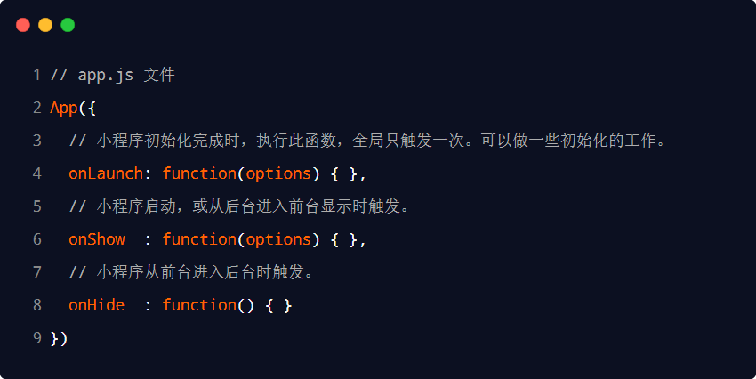 1 // app.js 文件
2 App({
3   // 小程序初始化完成时，执行此函数，全局只触发一次。可以做一些初始化的工作。
4   onLaunch: function(options) { },
5   // 小程序启动，或从后台进入前台显示时触发。
6   onShow  : function(options) { },
7   // 小程序从前台进入后台时触发。
8   onHide  : function() { }
9 })